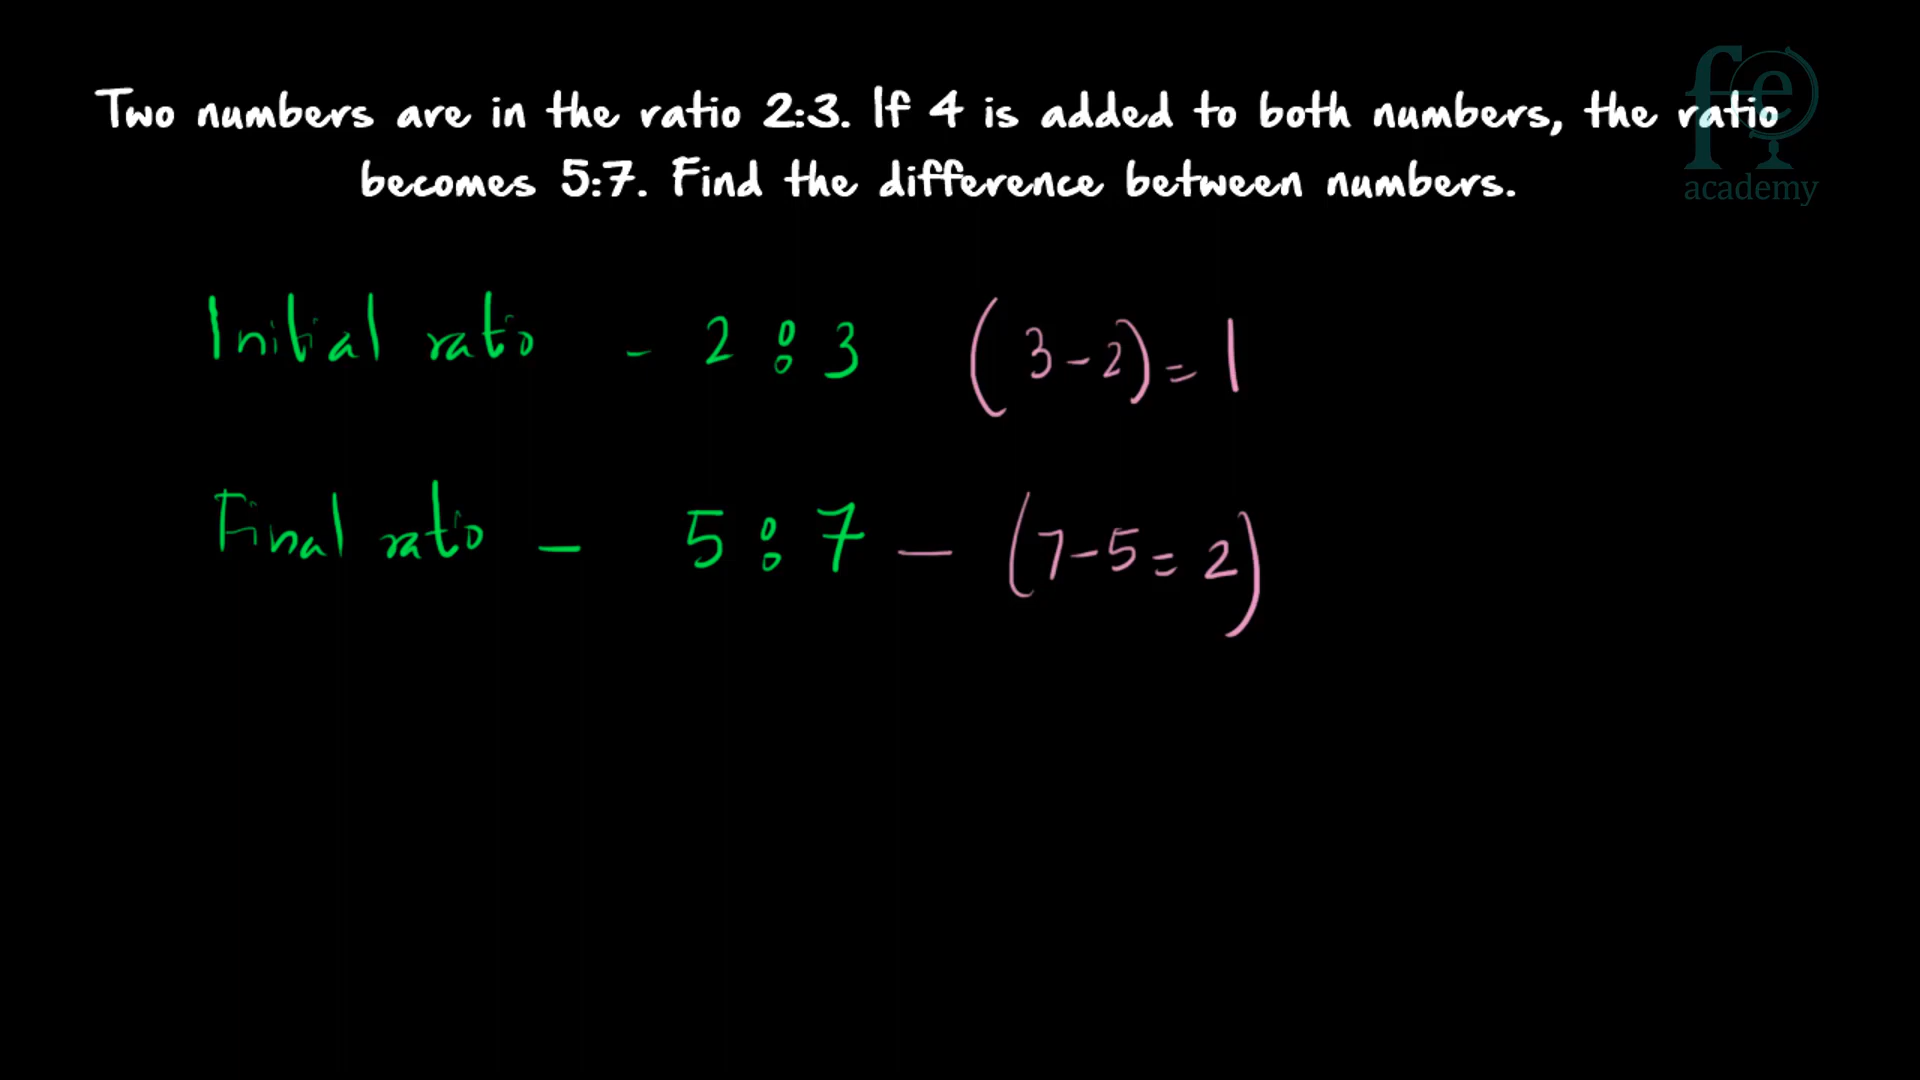 Two numbers are in the ratio 2:3. If 4 is added to both numbers, the ratio
becomes 5:7. Find the difference between numbers.
fe
academy
Initial ratio - 2 : 3 (3-2) = 1
Final ratio - 5 : 7 - (7-5 = 2)